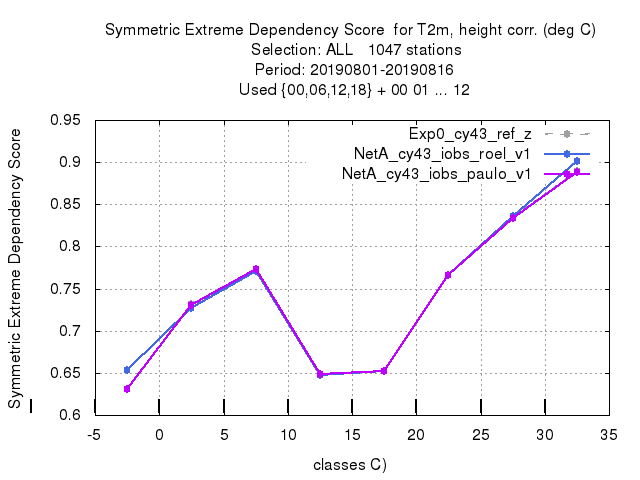 Symmetric Extreme Dependency Score  for T2m, height corr. (deg C)
Selection: ALL   1047 stations
Period: 20190801-20190816
Used {00,06,12,18} + 00 01 ... 12
Symmetric Extreme Dependency Score
Exp0_cy43_ref_z
NetA_cy43_iobs_roel_v1
NetA_cy43_iobs_paulo_v1
0.95
0.9
0.85
0.8
0.75
0.7
0.65
0.6
-5 0 5 10 15 20 25 30 35
classes C)